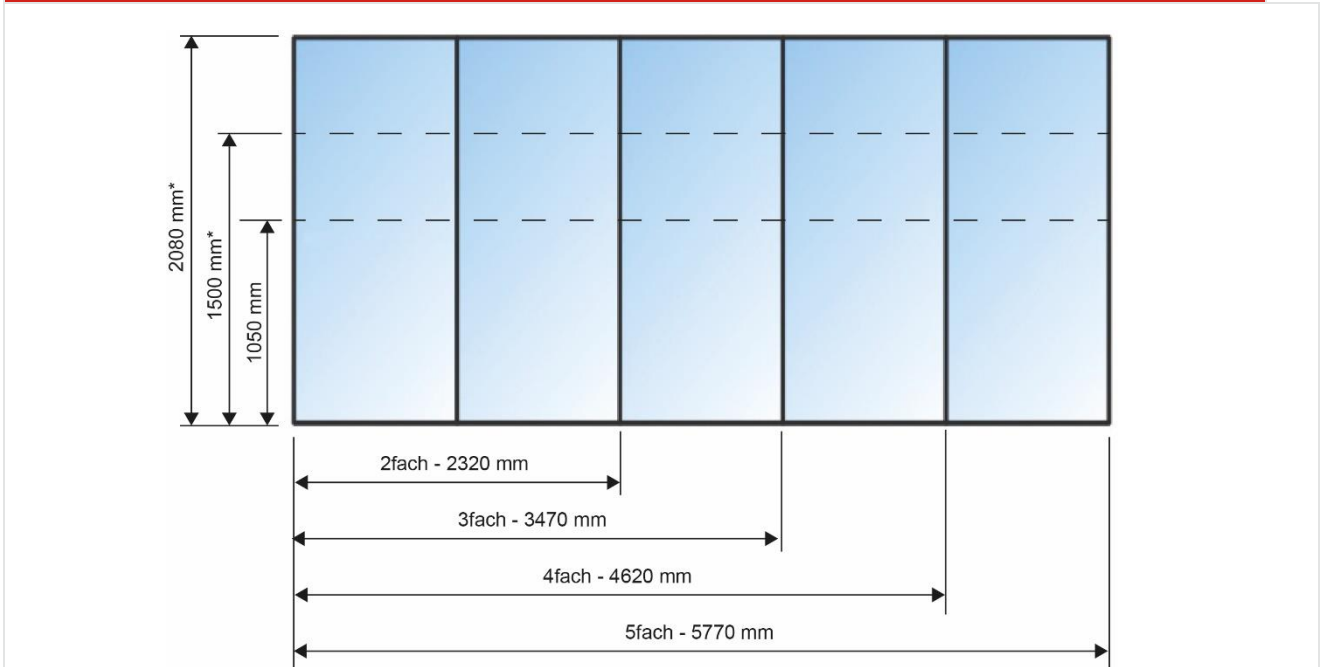 2080 mm*
1500 mm*
1050 mm
2fach - 2320 mm
3fach - 3470 mm
4fach - 4620 mm
5fach - 5770 mm